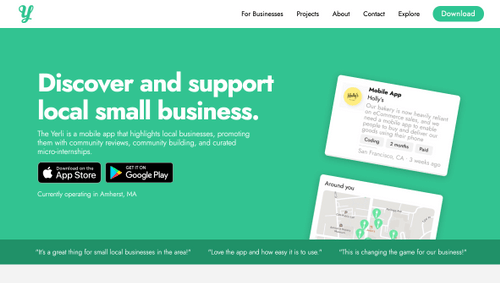 For Businesses
Projects
About
Contact
Explore
Download
Discover and support
local small business.
The Yerli is a mobile app that highlights local businesses, promoting
them with community reviews, community building, and curated
micro-internships.
Download on the
App Store
GET IT ON
Google Play
Currently operating in Amherst, MA
Mobile App
Holly's
Our bakery is now heavily reliant
on eCommerce sales, and we
need a mobile app to enable
people to buy and deliver our
goods using their phone
Coding
2 months
Paid
San Francisco, CA · 3 weeks ago
Around you
"It's a great thing for small local businesses in the area!"
"Love the app and how easy it is to use."
"This is changing the game for our business!"